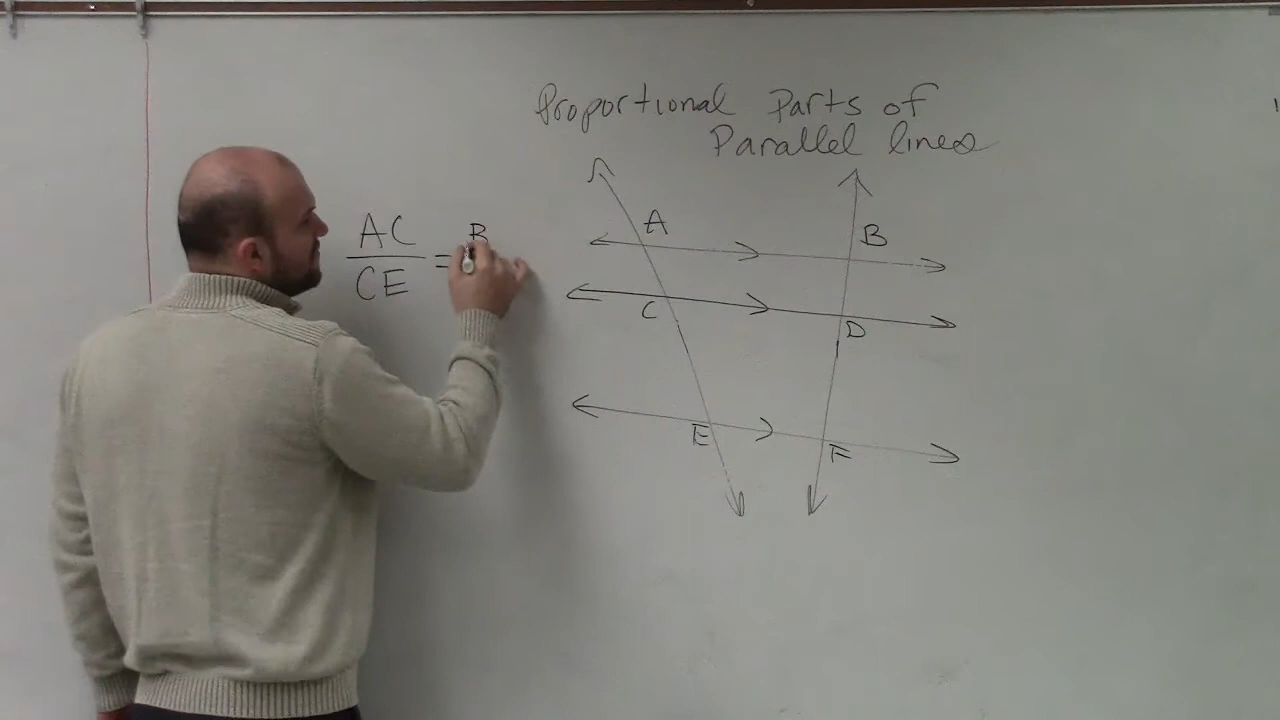 Proportional Parts of
Parallel lines
A
B
AC
= B
CE
C
D
E
F